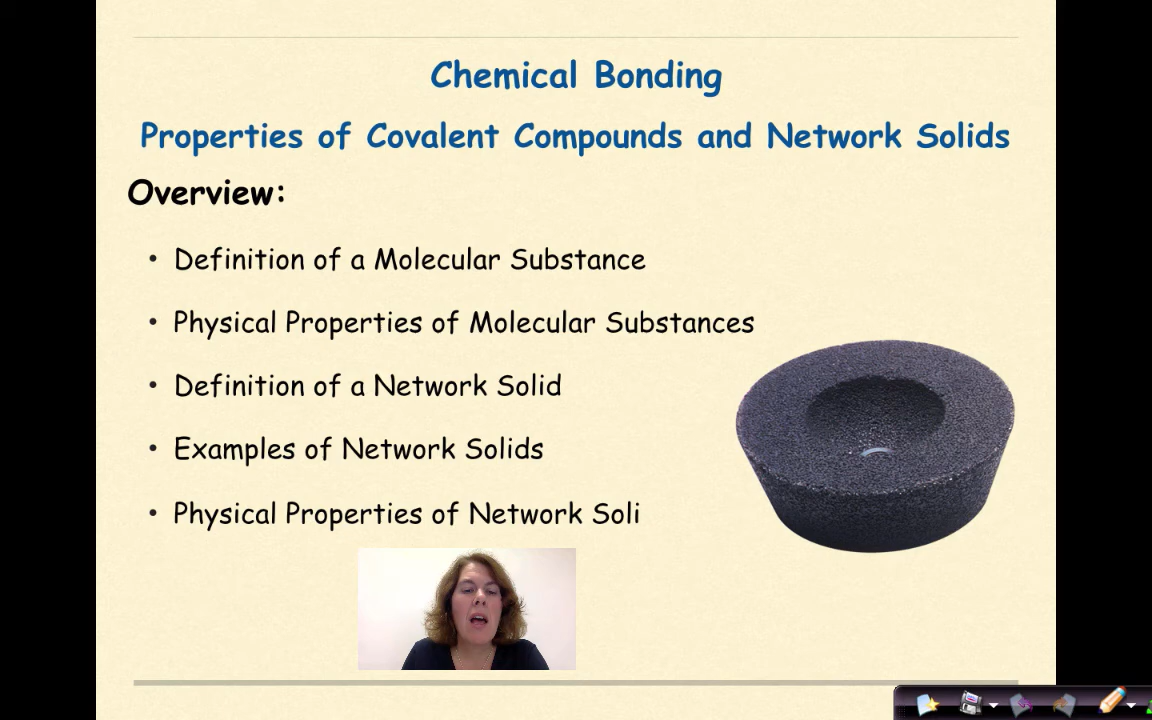 Chemical Bonding
Properties of Covalent Compounds and Network Solids
Overview:
• Definition of a Molecular Substance
• Physical Properties of Molecular Substances
• Definition of a Network Solid
• Examples of Network Solids
• Physical Properties of Network Soli